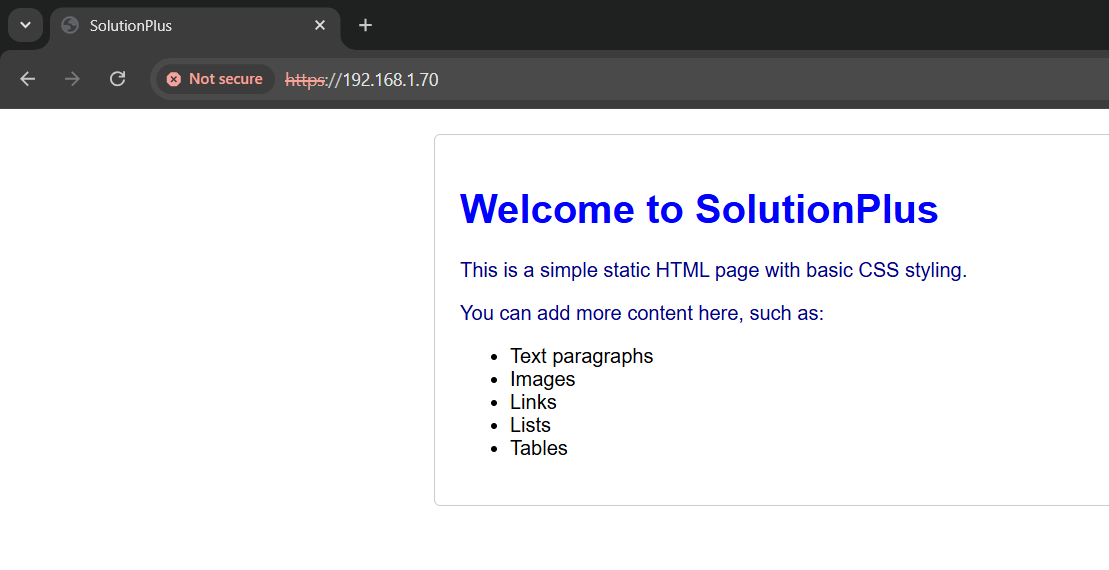 SolutionPlus
Not secure https://192.168.1.70
Welcome to SolutionPlus
This is a simple static HTML page with basic CSS styling.
You can add more content here, such as:
• Text paragraphs
• Images
• Links
• Lists
• Tables